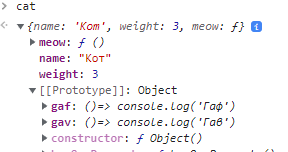 > cat
< ▼ {name: 'Кот', weight: 3, meow: ƒ} i
▶ meow: ƒ ()
name: "Кот"
weight: 3
▼ [[Prototype]]: Object
▶ gaf: ()=> console.log('Гаф')
▶ gav: ()=> console.log('Гав')
▶ constructor: ƒ Object()